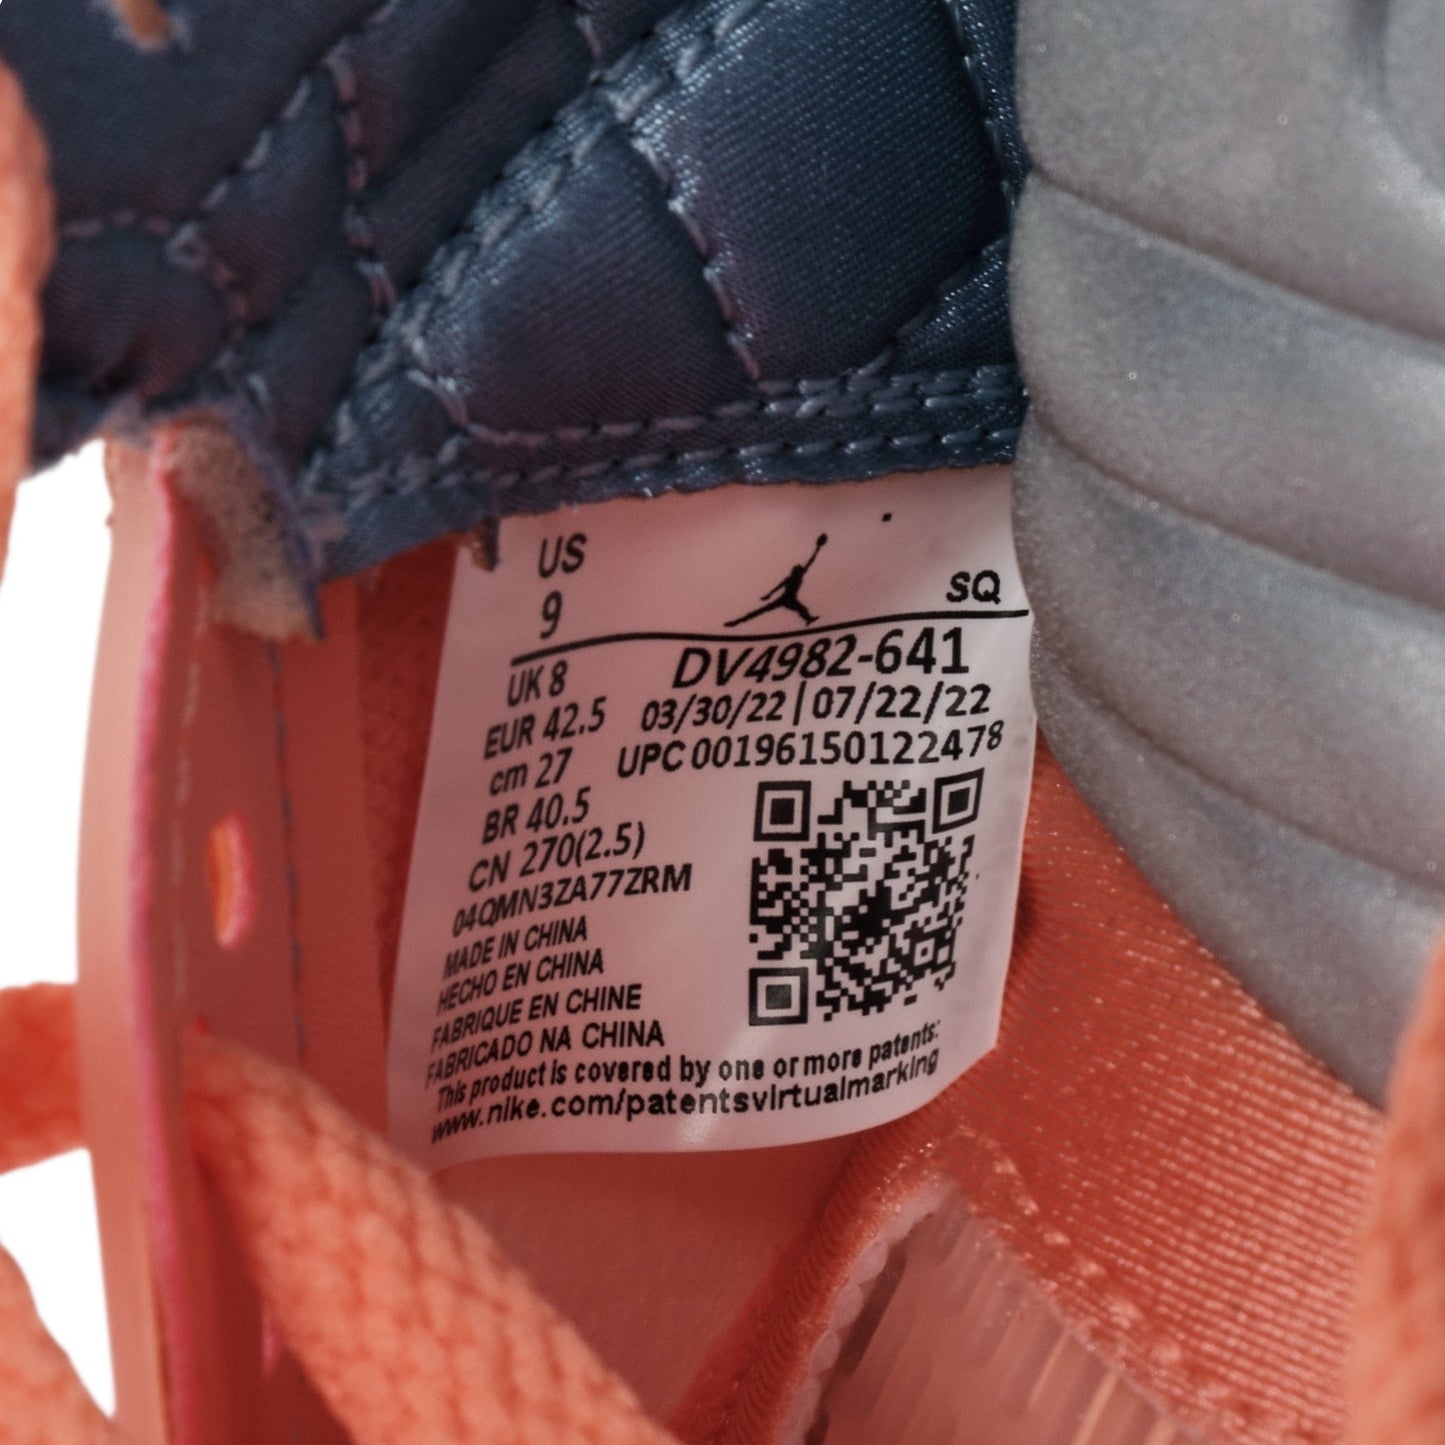 US
9
SQ
UK 8
DV4982-641
EUR 42.5
03/30/22 | 07/22/22
cm 27
UPC 00196150122478
BR 40.5
CN 270(2.5)
04QMN3ZA77ZRM
MADE IN CHINA
HECHO EN CHINA
FABRIQUE EN CHINE
FABRICADO NA CHINA
This product is covered by one or more patents:
www.nike.com/patentsvirtualmarking